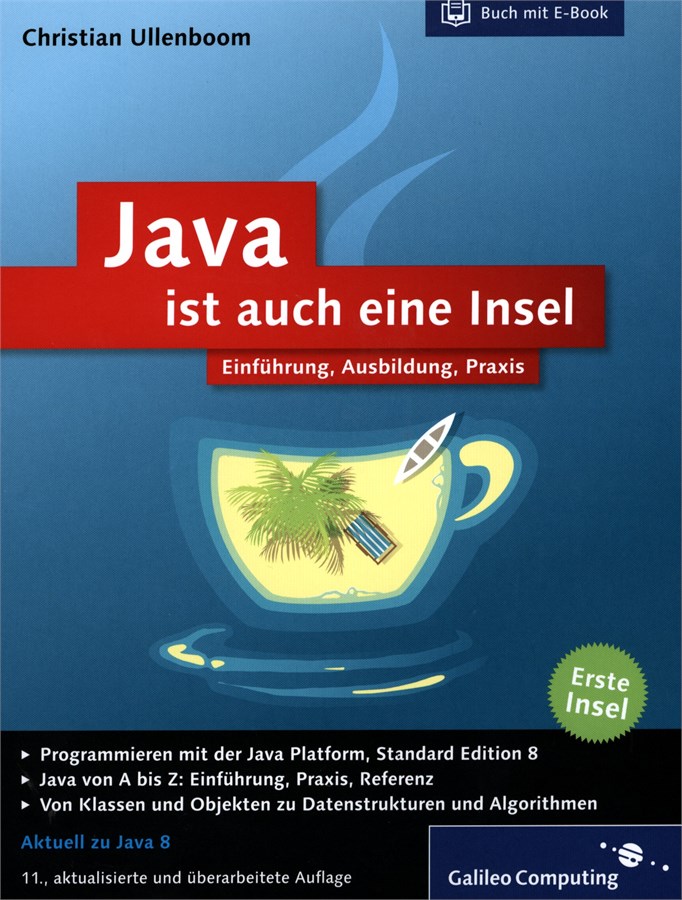 Christian Ullenboom
Buch mit E-Book
Java
ist auch eine Insel
Einführung, Ausbildung, Praxis
Erste
Insel
▸ Programmieren mit der Java Platform, Standard Edition 8
▸ Java von A bis Z: Einführung, Praxis, Referenz
▸ Von Klassen und Objekten zu Datenstrukturen und Algorithmen
Aktuell zu Java 8
11., aktualisierte und überarbeitete Auflage
Galileo Computing